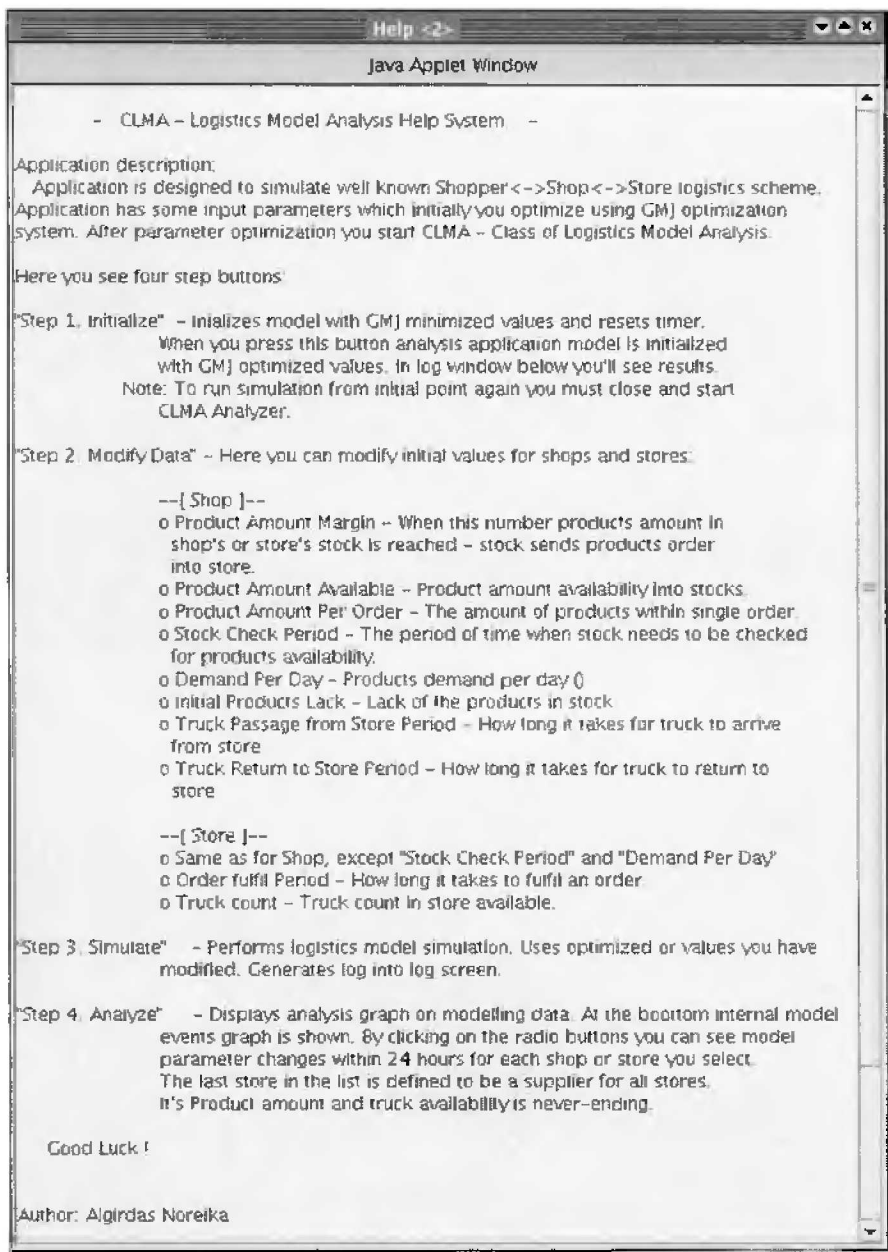 Help <2>
Java Applet Window
- CLMA - Logistics Model Analysis Help System -
Application description:
Application is designed to simulate well known Shopper<->Shop<->Store logistics scheme.
Application has some input parameters which initially you optimize using GMJ optimization
system. After parameter optimization you start CLMA - Class of Logistics Model Analysis.
Here you see four step buttons:
"Step 1. Initialize" - Inializes model with GMJ minimized values and resets timer.
When you press this button analysis application model is initialized
with GMJ optimized values. In log window below you'll see results.
Note: To run simulation from initial point again you must close and start
CLMA Analyzer.
"Step 2. Modify Data" - Here you can modify initial values for shops and stores:
--[ Shop ]--
o Product Amount Margin - When this number products amount in
shop's or store's stock is reached - stock sends products order
into store.
o Product Amount Available - Product amount availability into stocks.
o Product Amount Per Order - The amount of products within single order.
o Stock Check Period - The period of time when stock needs to be checked
for products availability.
o Demand Per Day - Products demand per day ()
o Initial Products Lack - Lack of the products in stock
o Truck Passage from Store Period - How long it takes for truck to arrive
from store
o Truck Return to Store Period - How long it takes for truck to return to
store
--[ Store ]--
o Same as for Shop, except "Stock Check Period" and "Demand Per Day"
o Order fulfil Period - How long it takes to fulfil an order.
o Truck count - Truck count in store available.
"Step 3. Simulate" - Performs logistics model simulation. Uses optimized or values you have
modified. Generates log into log screen.
"Step 4. Analyze" - Displays analysis graph on modelling data. At the boottom internal model
events graph is shown. By clicking on the radio buttons you can see model
parameter changes within 24 hours for each shop or store you select.
The last store in the list is defined to be a supplier for all stores.
It's Product amount and truck availability is never-ending.
Good Luck !
Author: Algirdas Noreika